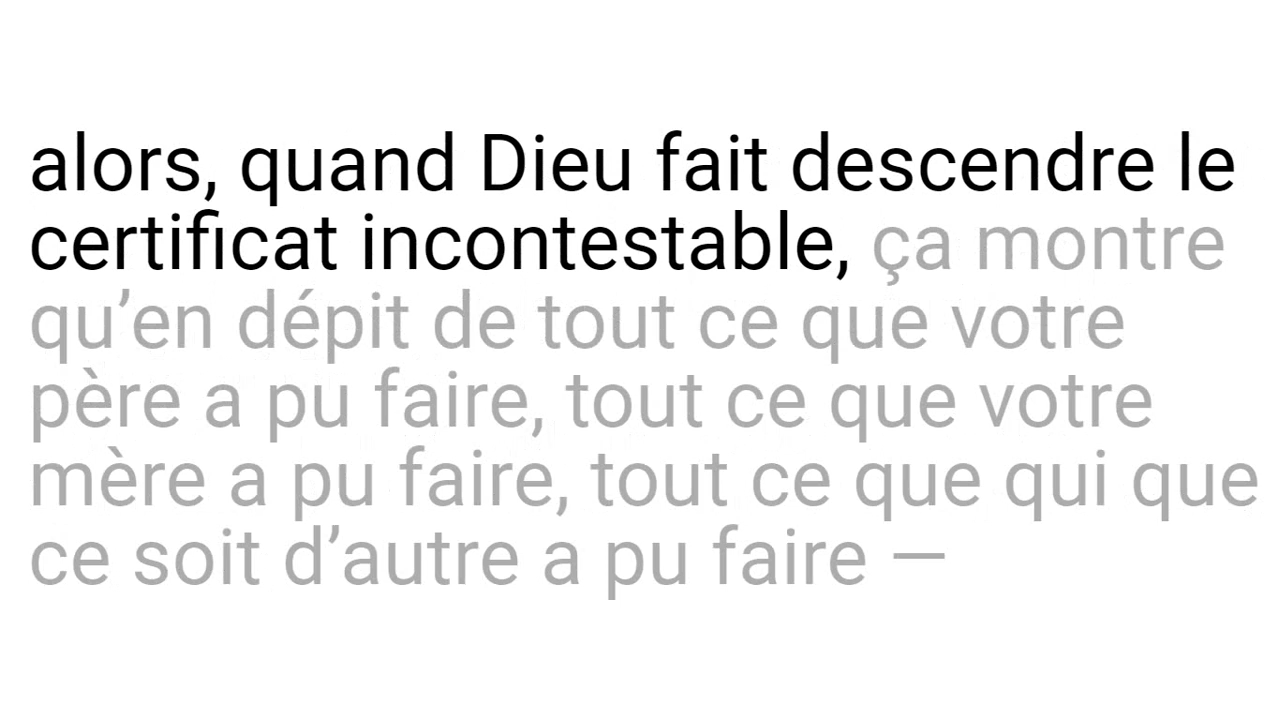 alors, quand Dieu fait descendre le
certificat incontestable, ça montre
qu’en dépit de tout ce que votre
père a pu faire, tout ce que votre
mère a pu faire, tout ce que qui que
ce soit d’autre a pu faire —